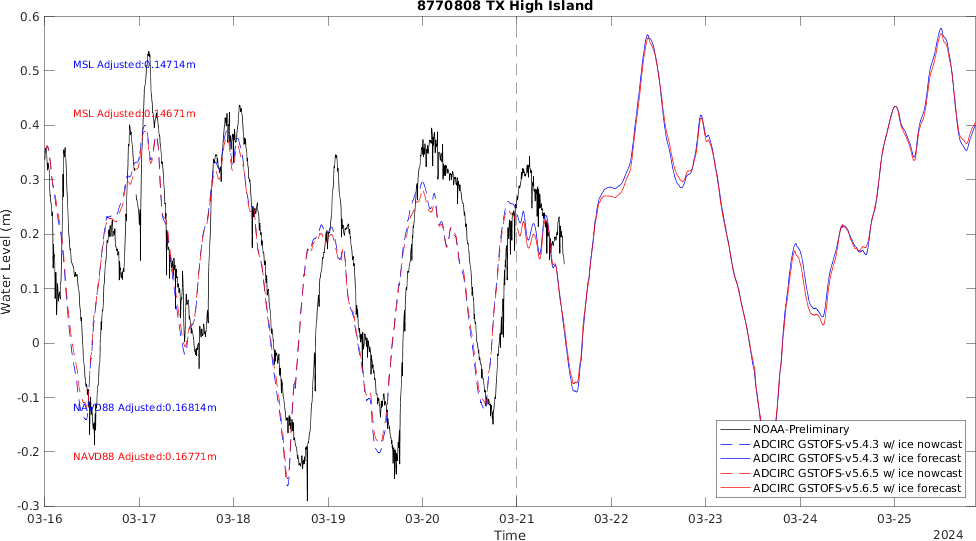 8770808 TX High Island
0.6
0.5
0.4
0.3
0.2
0.1
0
-0.1
-0.2
-0.3
Water Level (m)
MSL Adjusted:0.14714m
MSL Adjusted:0.14671m
NAVD88 Adjusted:0.16814m
NAVD88 Adjusted:0.16771m
NOAA-Preliminary
ADCIRC GSTOFS-v5.4.3 w/ ice nowcast
ADCIRC GSTOFS-v5.4.3 w/ ice forecast
ADCIRC GSTOFS-v5.6.5 w/ ice nowcast
ADCIRC GSTOFS-v5.6.5 w/ ice forecast
03-16 03-17 03-18 03-19 03-20 03-21 03-22 03-23 03-24 03-25
Time
2024